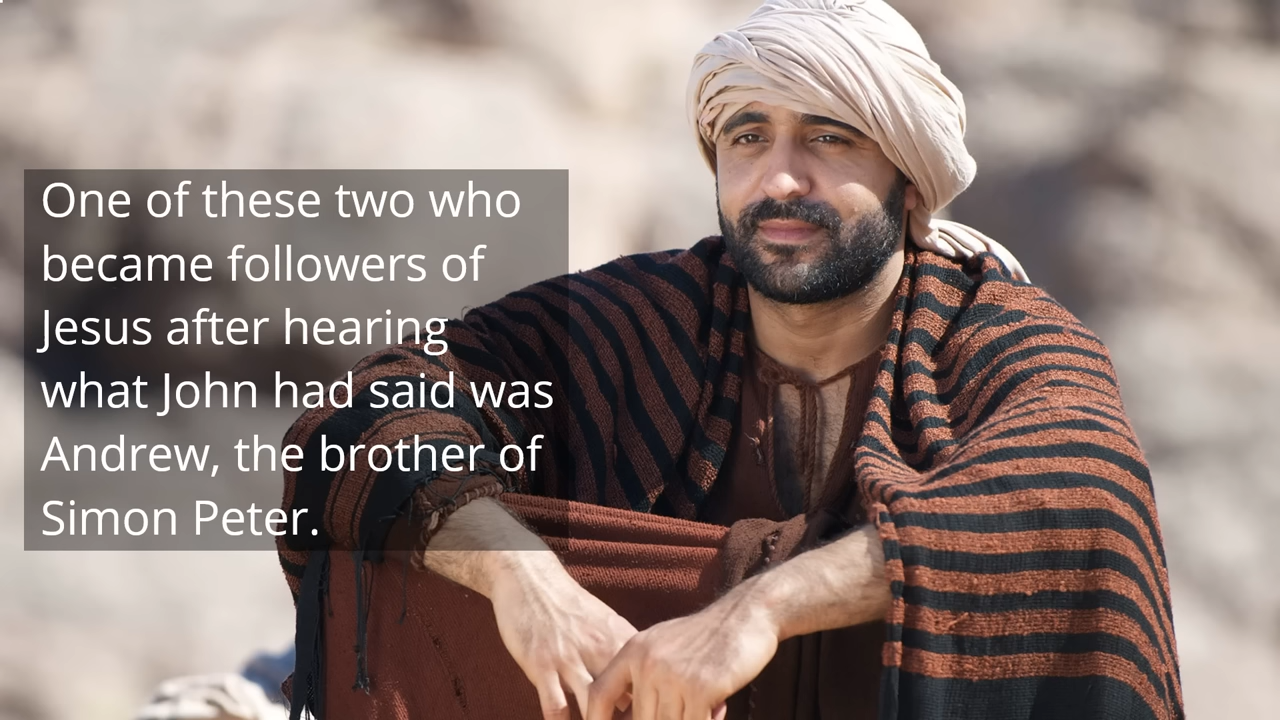 One of these two who
became followers of
Jesus after hearing
what John had said was
Andrew, the brother of
Simon Peter.